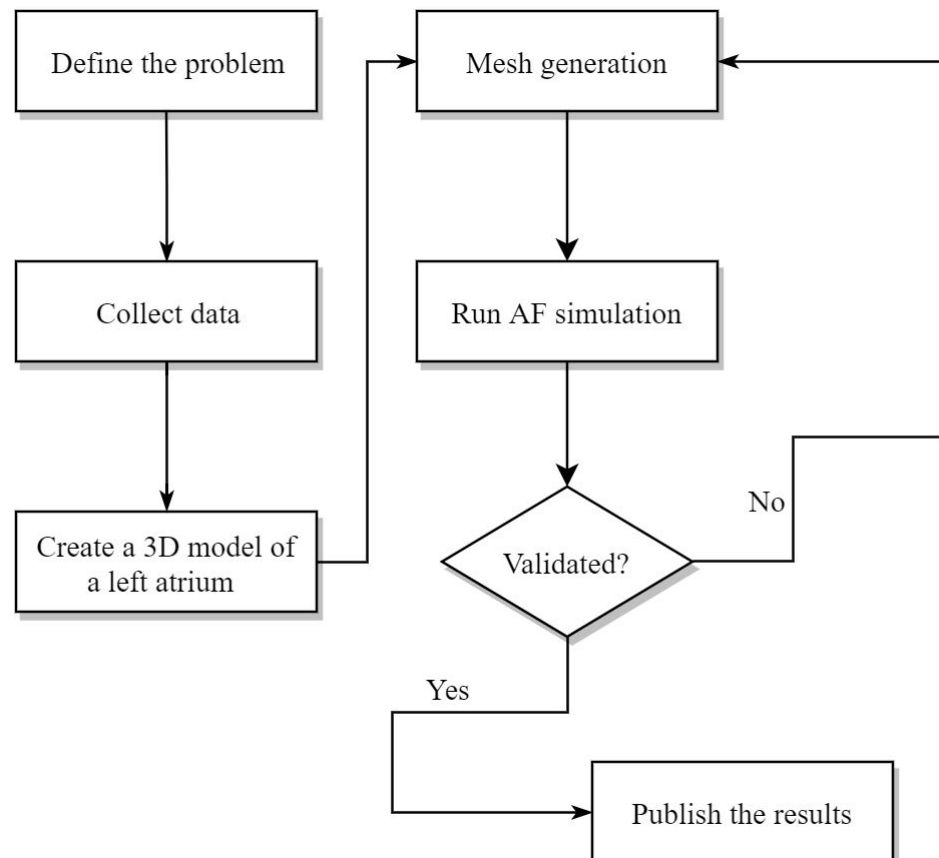 Define the problem
Collect data
Create a 3D model of
a left atrium
Mesh generation
Run AF simulation
Validated?
No
Yes
Publish the results